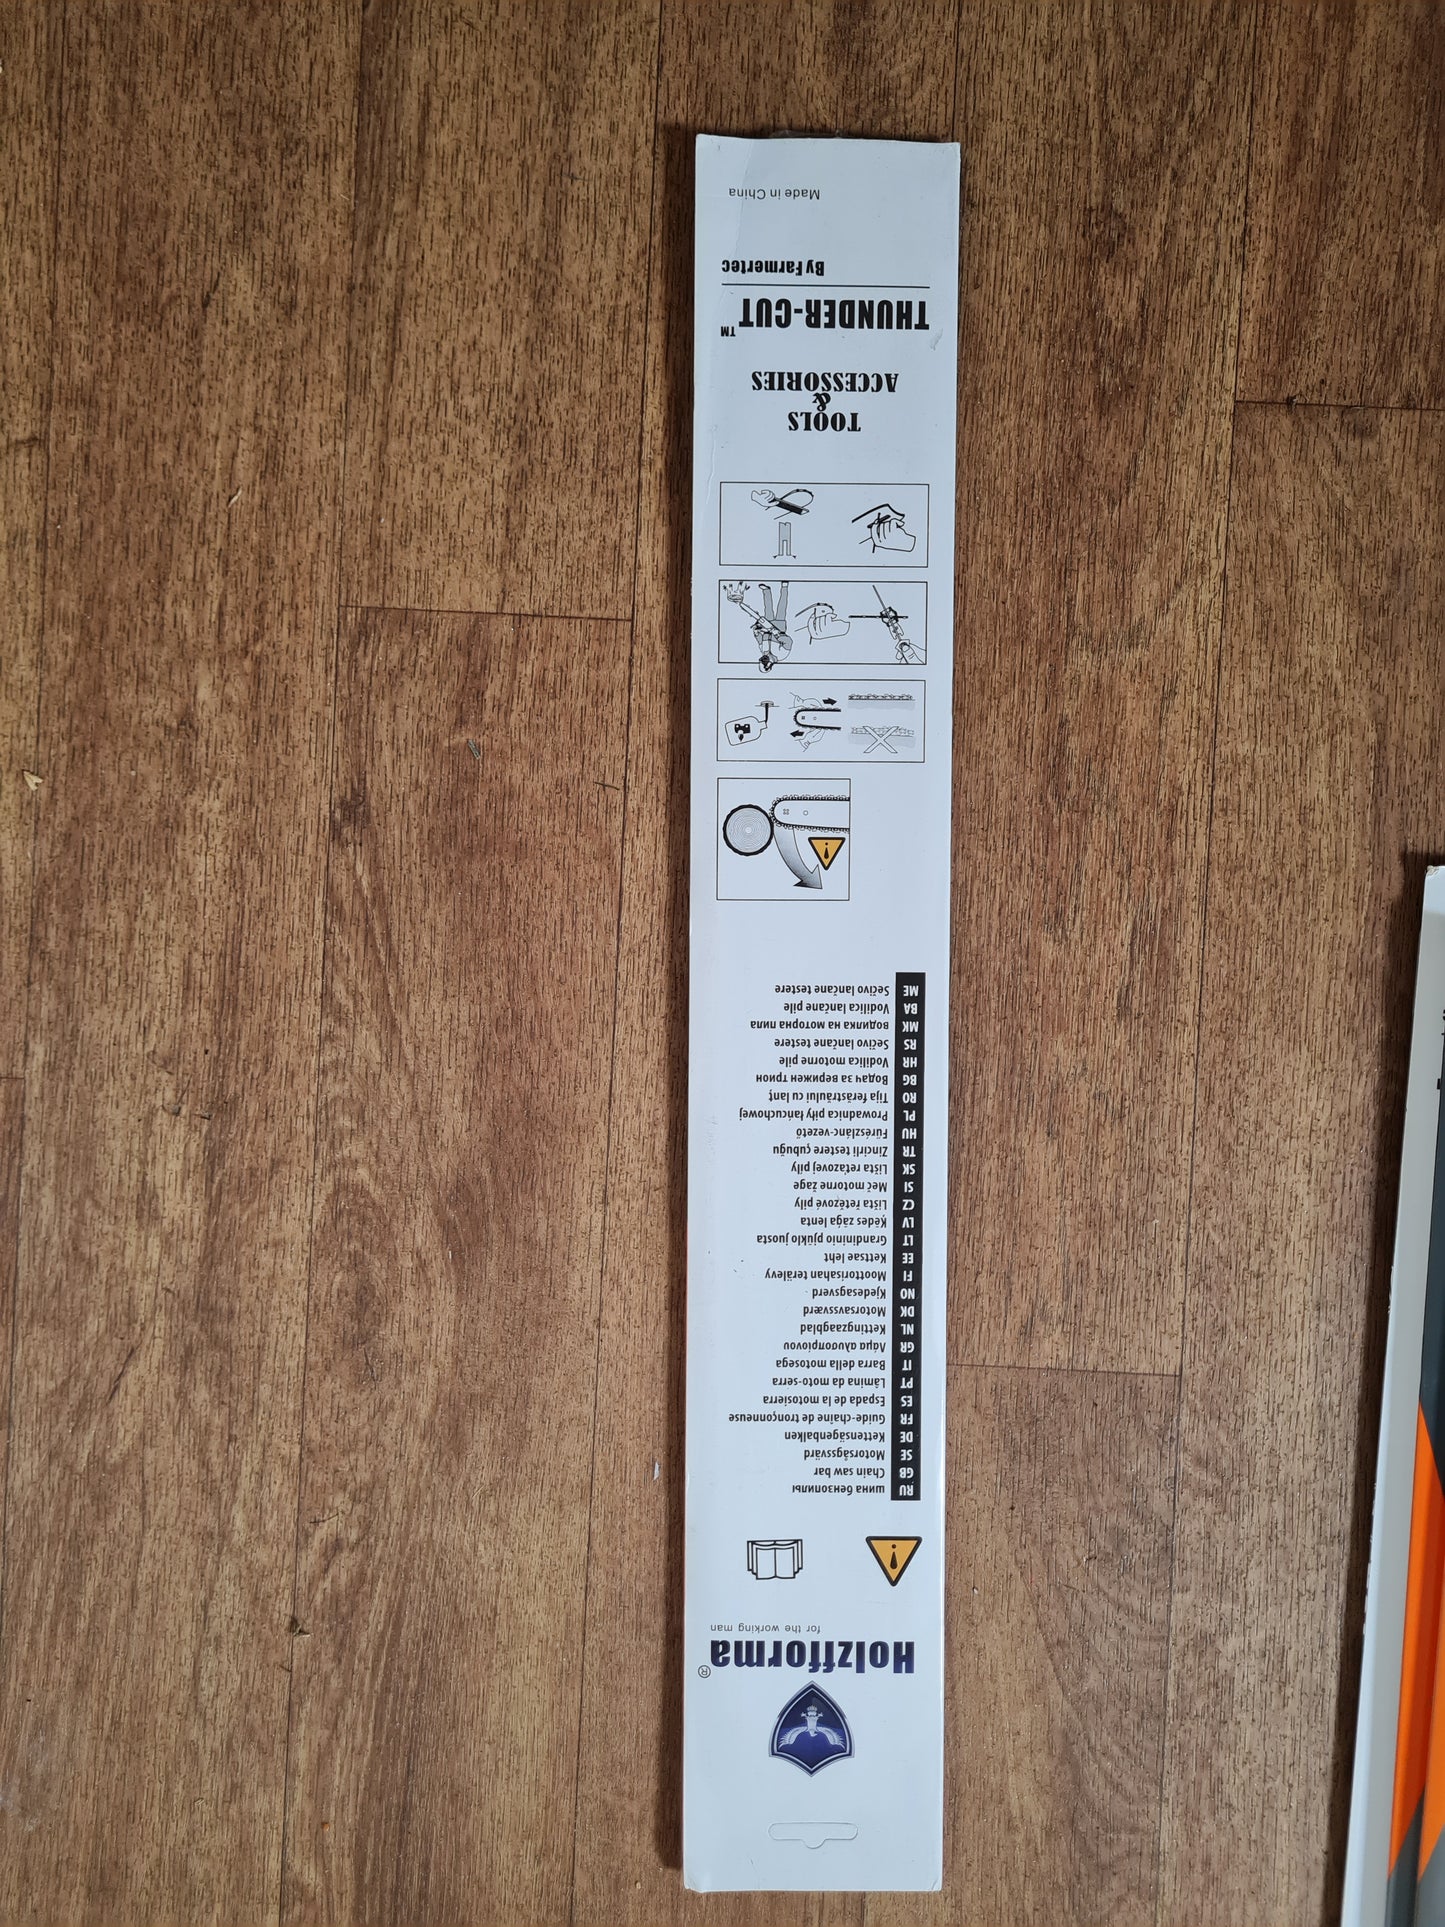 Holzfforma®
for the working man
RU шина бензопилы
GB Chain saw bar
SE Motorsågssvärd
DE Kettensägenbalken
FR Guide-chaîne de tronçonneuse
ES Espada de la motosierra
PT Lâmina da moto-serra
IT Barra della motosega
GR Λάμα αλυσοπρίονου
NL Kettingzaagblad
DK Motorsavssværd
NO Kjedesagsverd
FI Moottorisahan terälevy
EE Kettsae leht
LT Grandininio pjūklo juosta
LV Ķēdes zāģa lenta
CZ Lišta řetězové pily
SI Meč motorne žage
SK Lišta reťazovej píly
TR Zincirli testere çubuğu
HU Fűrészlánc-vezető
PL Prowadnica piły łańcuchowej
RO Tija ferăstrăului cu lanţ
BG Водач за верижен трион
HR Vodilica motorne pile
RS Sečivo lančane testere
MK водилка на моторна пила
BA Vodilica lančane pile
ME Sečivo lančane testere
TOOLS
&
ACCESSORIES
THUNDER-CUT™
By Farmertec
Made in China